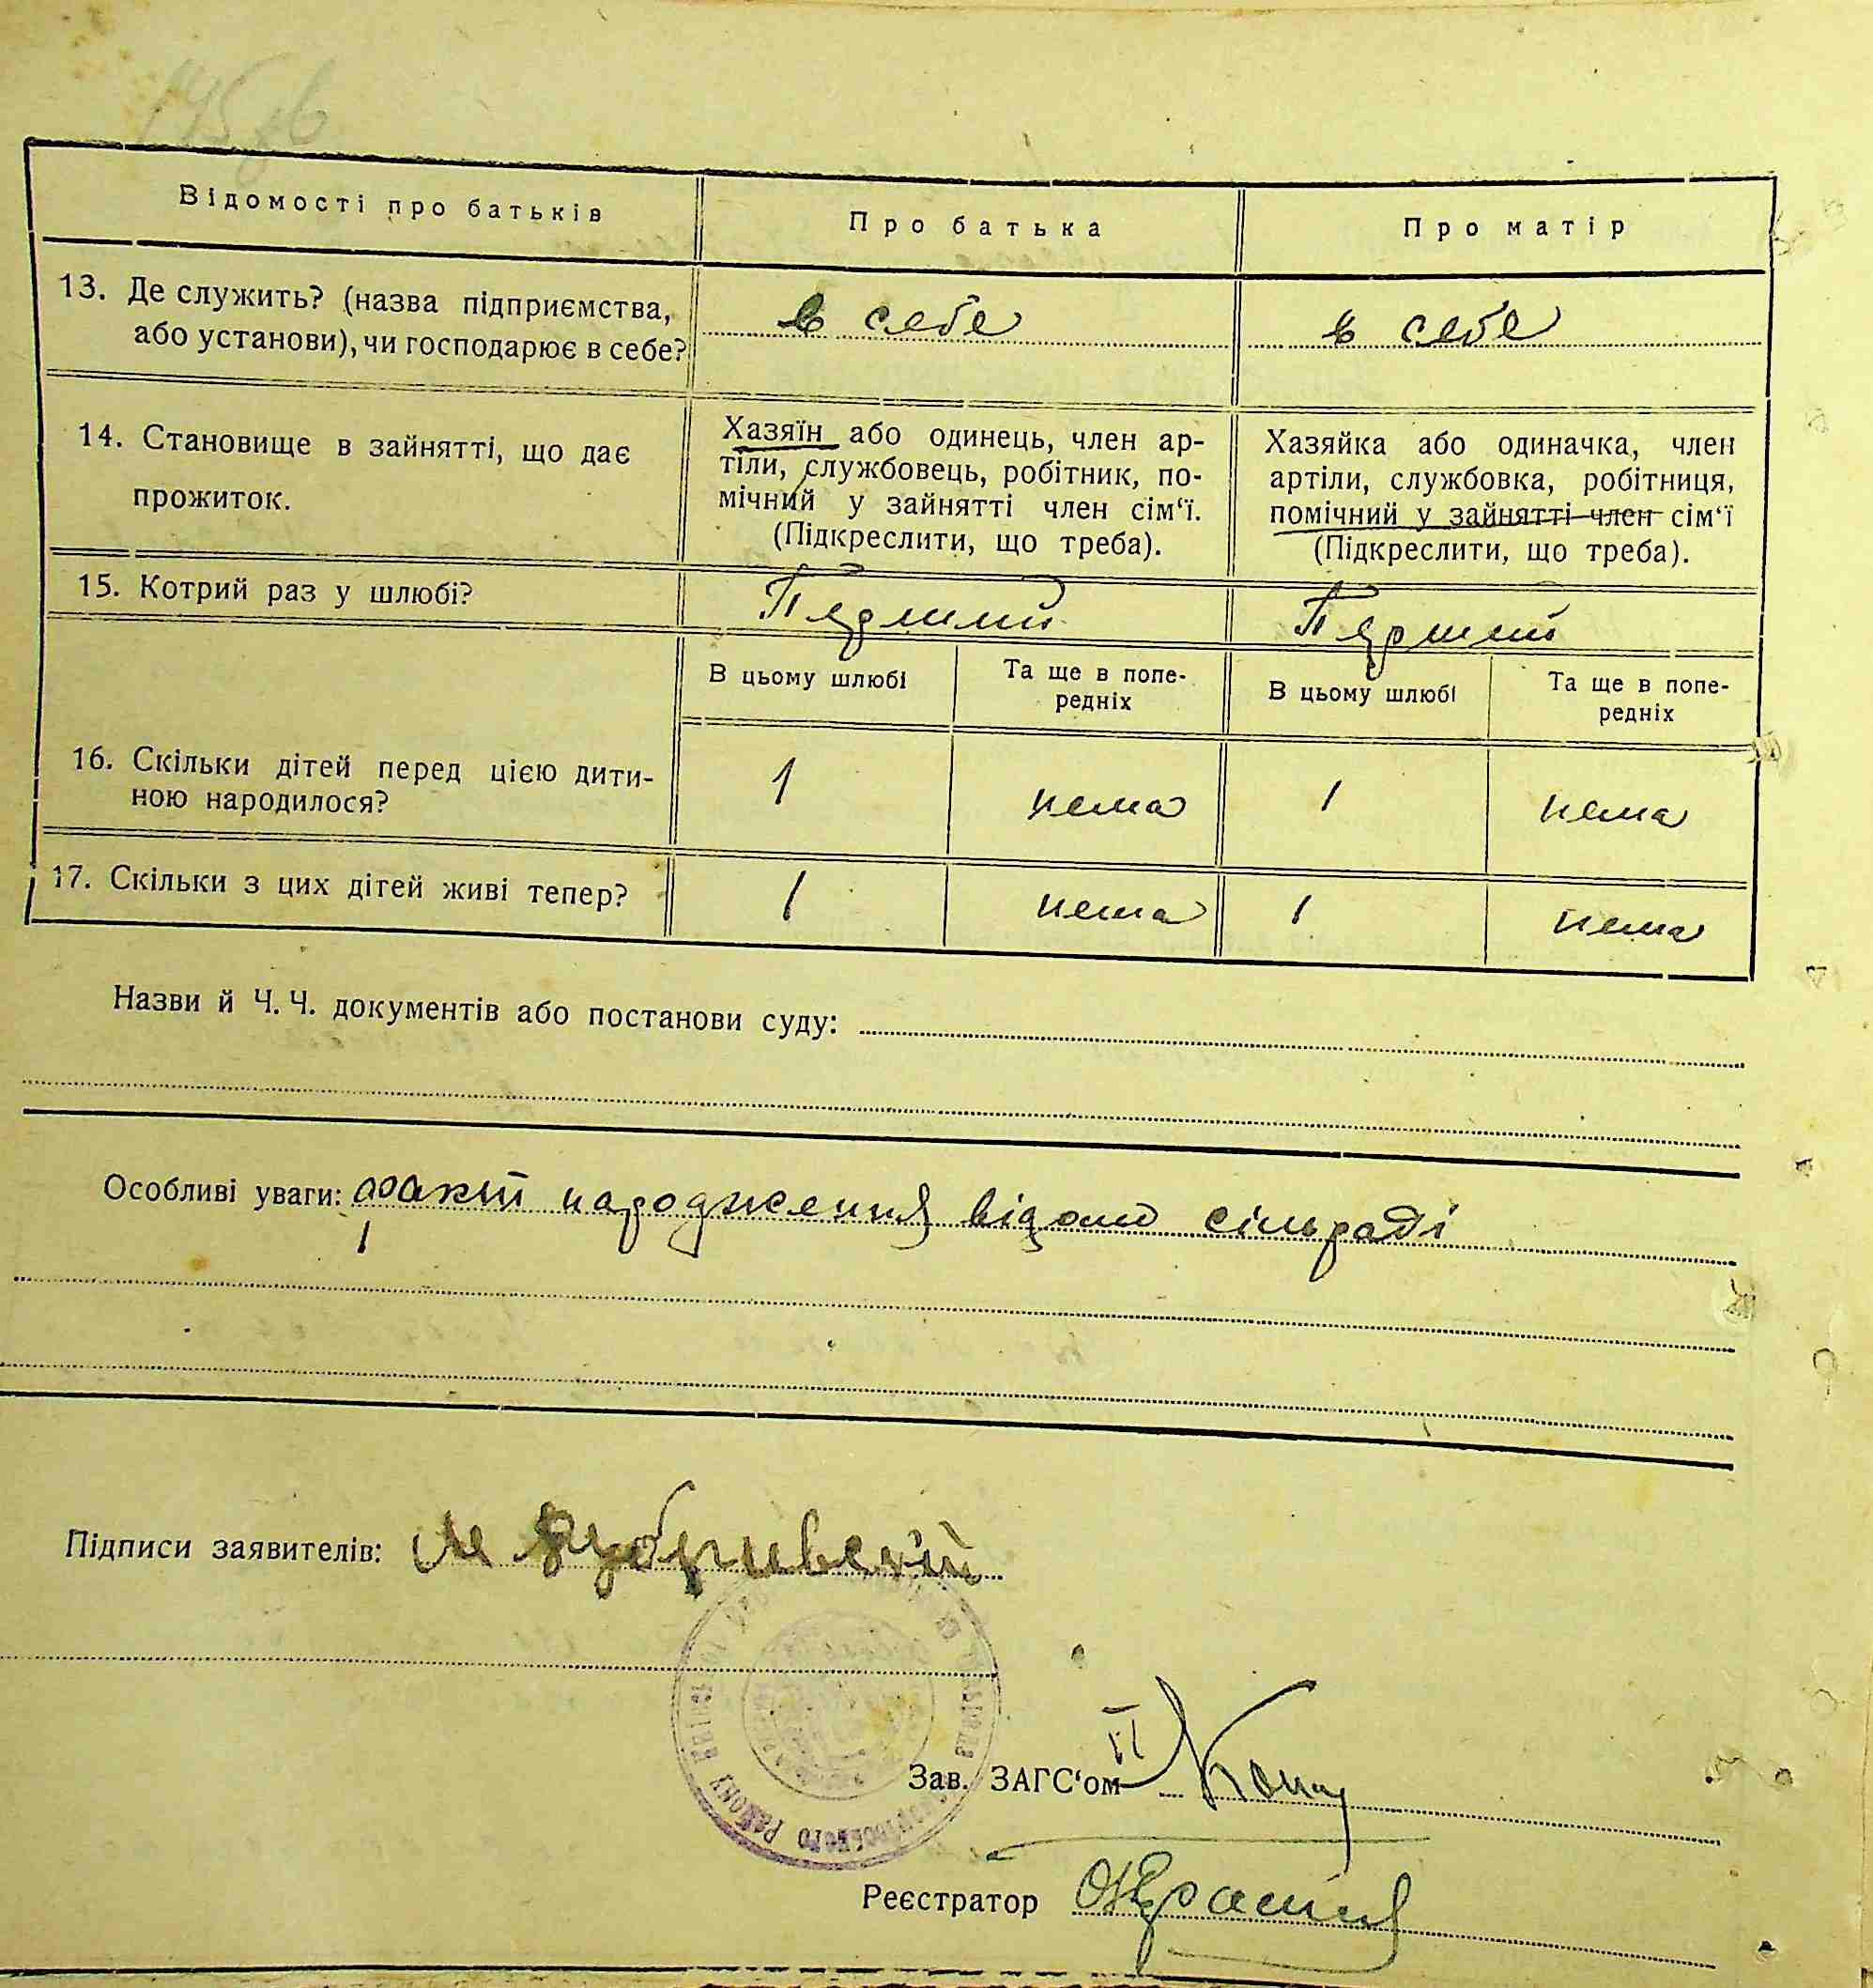 Відомості про батьків
Про батька
Про матір
13. Де служить? (назва підприємства,
або установи), чи господарює в себе?
в себе
в себе
14. Становище в зайнятті, що дає
прожиток.
Хазяїн або одинець, член ар-
тіли, службовець, робітник, по-
мічний у зайнятті член сім‘ї.
(Підкреслити, що треба).
Хазяйка або одиначка, член
артіли, службовка, робітниця,
помічний у зайнятті член сім‘ї
(Підкреслити, що треба).
15. Котрий раз у шлюбі?
Перший
Перший
В цьому шлюбі
Та ще в попе-
редніх
В цьому шлюбі
Та ще в попе-
редніх
16. Скільки дітей перед цією дити-
ною народилося?
1
нема
1
нема
17. Скільки з цих дітей живі тепер?
1
нема
1
нема
Назви й Ч. Ч. документів або постанови суду:
Особливі уваги: факт народження відомо сільраді
Підписи заявителів: М
району
Зав. ЗАГС‘ом
Реєстратор